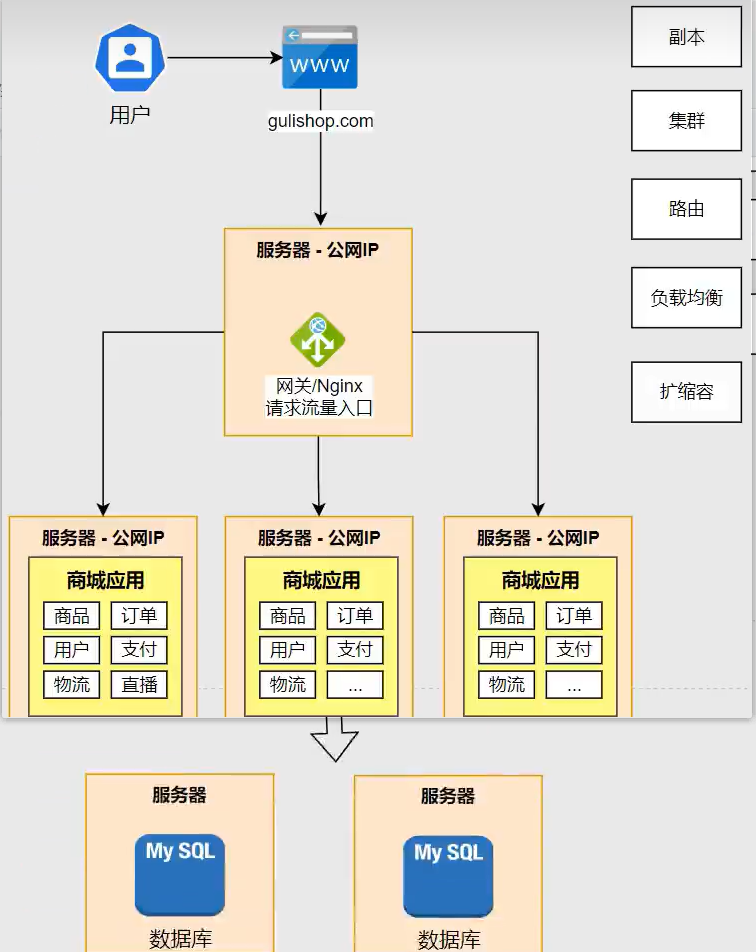 副本
WWW
用户
集群
gulishop.com
路由
服务器 - 公网IP
负载均衡
网关/Nginx
请求流量入口
扩缩容
服务器 - 公网IP
商城应用
商品
订单
用户
支付
物流
直播
服务器 - 公网IP
商城应用
商品
订单
用户
支付
物流
...
服务器 - 公网IP
商城应用
商品
订单
用户
支付
物流
...
服务器
My SQL
数据库
服务器
My SQL
数据库